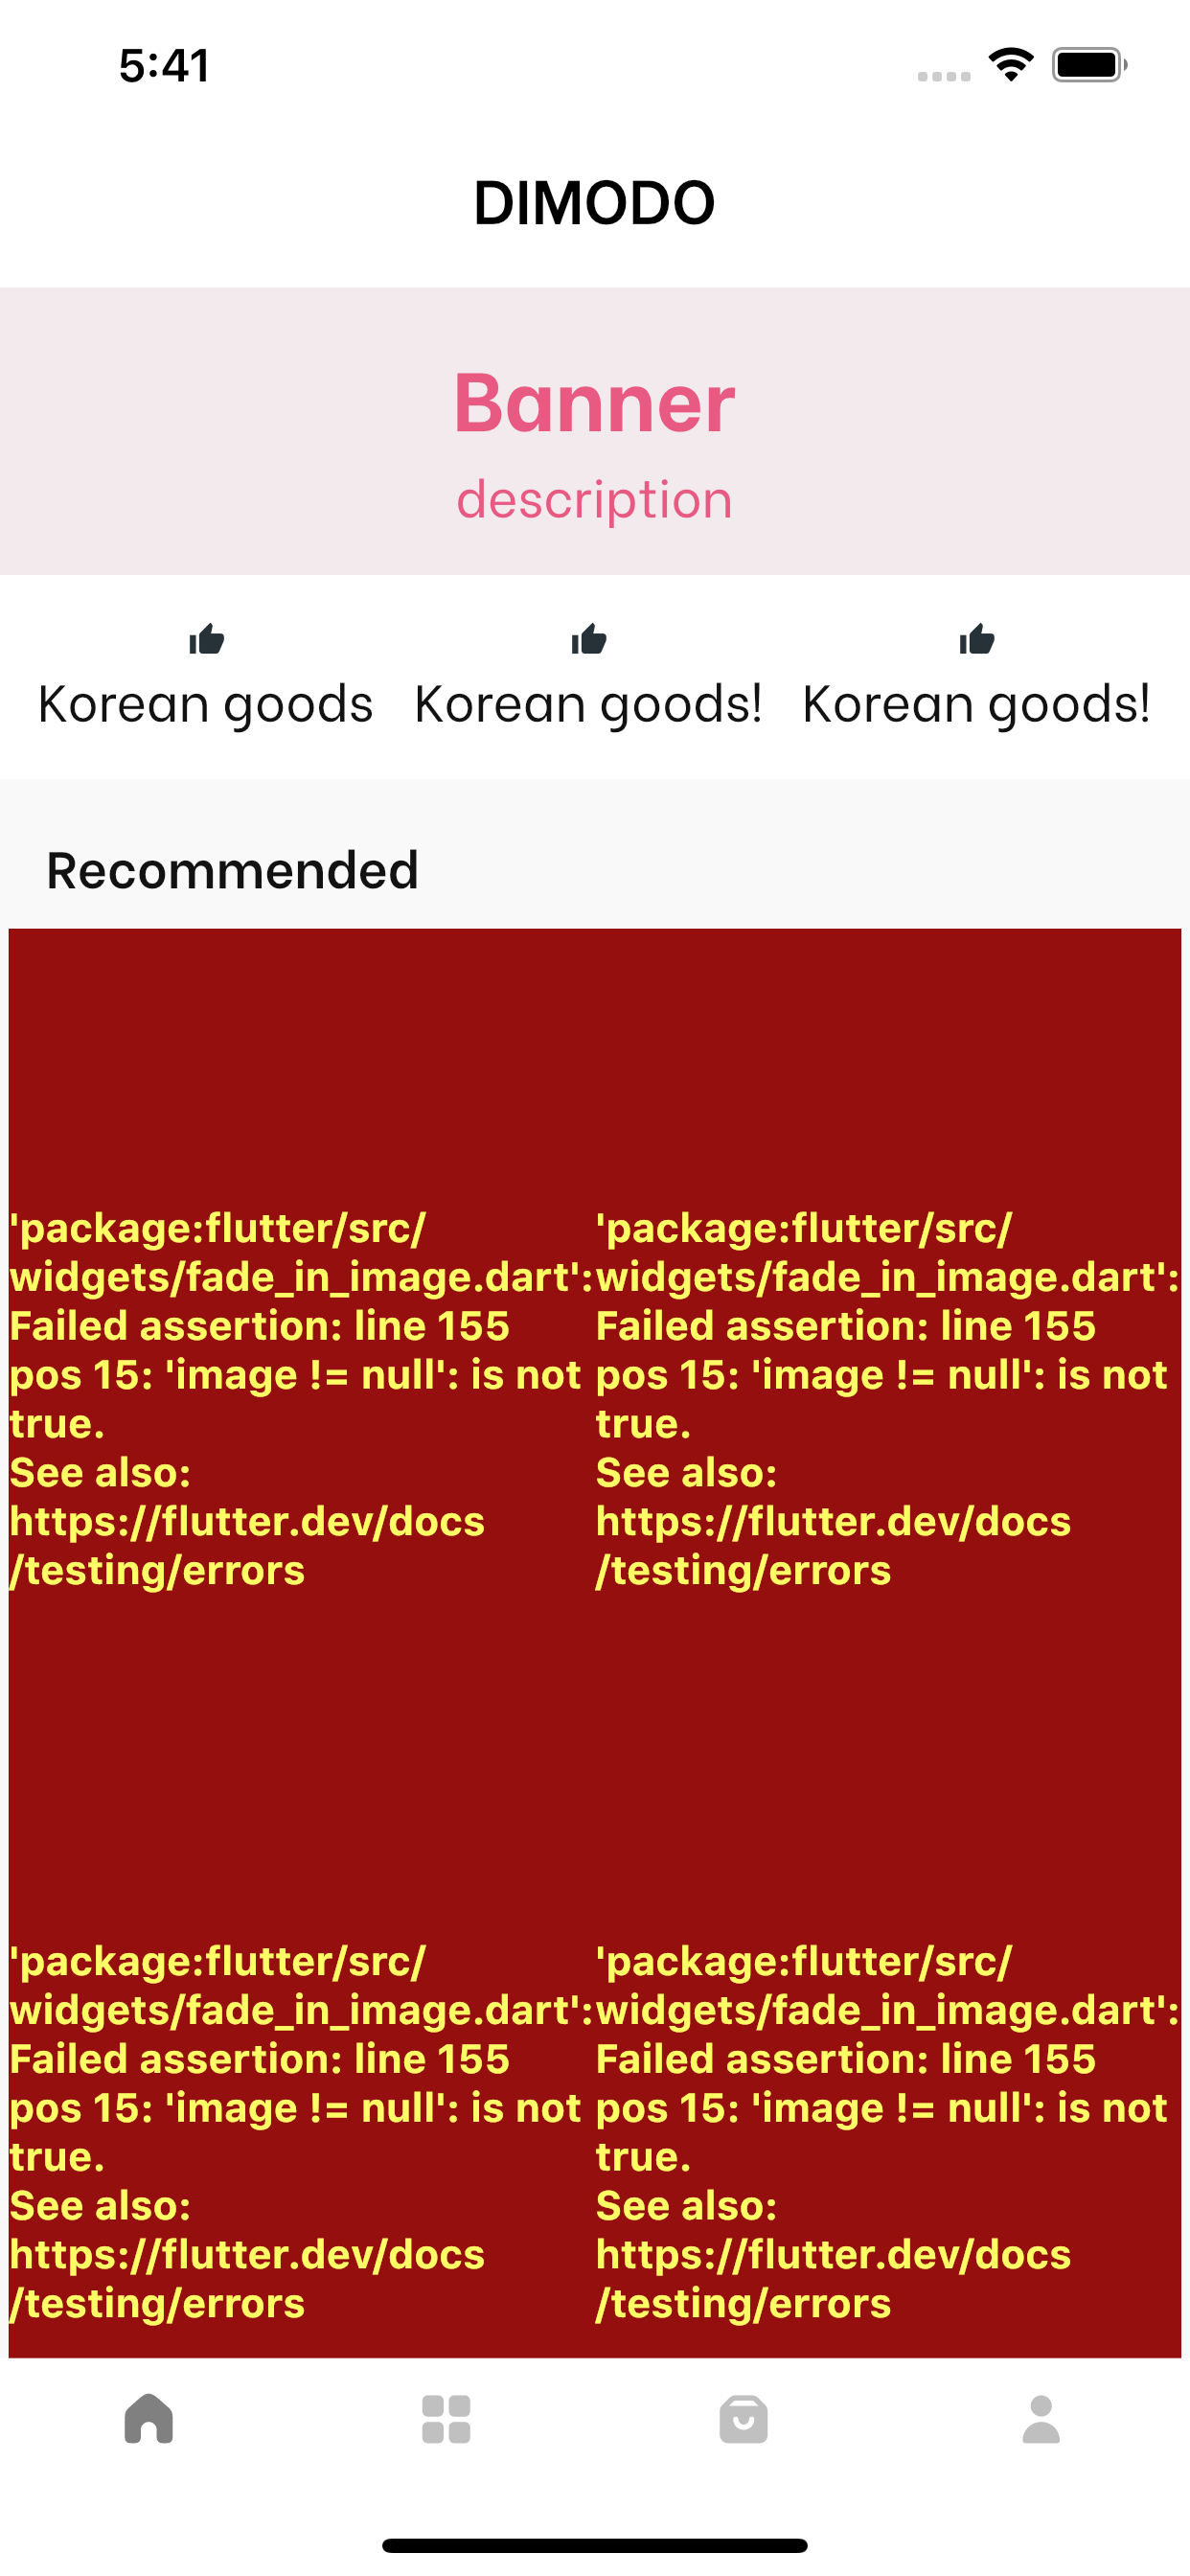 5:41
DIMODO
Banner
description
Korean goods
Korean goods!
Korean goods!
Recommended
'package:flutter/src/
widgets/fade_in_image.dart':
Failed assertion: line 155
pos 15: 'image != null': is not
true.
See also:
https://flutter.dev/docs
/testing/errors
'package:flutter/src/
widgets/fade_in_image.dart':
Failed assertion: line 155
pos 15: 'image != null': is not
true.
See also:
https://flutter.dev/docs
/testing/errors
'package:flutter/src/
widgets/fade_in_image.dart':
Failed assertion: line 155
pos 15: 'image != null': is not
true.
See also:
https://flutter.dev/docs
/testing/errors
'package:flutter/src/
widgets/fade_in_image.dart':
Failed assertion: line 155
pos 15: 'image != null': is not
true.
See also:
https://flutter.dev/docs
/testing/errors